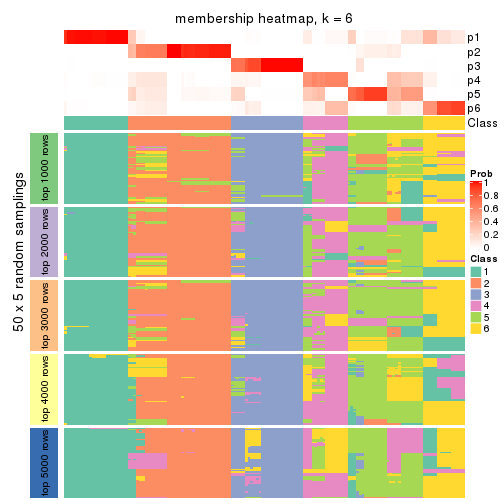 membership heatmap, k = 6
p1
p2
p3
p4
p5
p6
Class
50 x 5 random samplings
top 1000 rows
top 2000 rows
top 3000 rows
top 4000 rows
top 5000 rows
Prob
1
0.8
0.6
0.4
0.2
0
Class
1
2
3
4
5
6